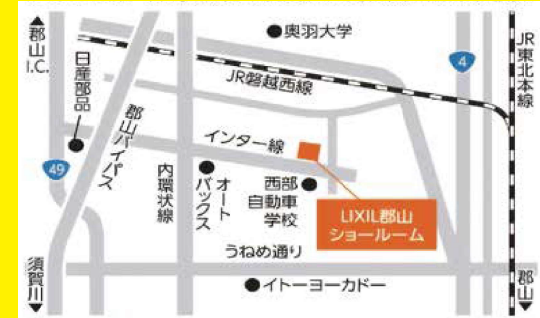 ▲郡山I.C.
日産部品
49
須賀川▼
郡山バイパス
内環状線
奥羽大学
JR磐越西線
インター線
オート
バックス
西部
自動車
学校
LIXIL郡山
ショールーム
うねめ通り
イトーヨーカドー
4
JR東北本線
郡山▼